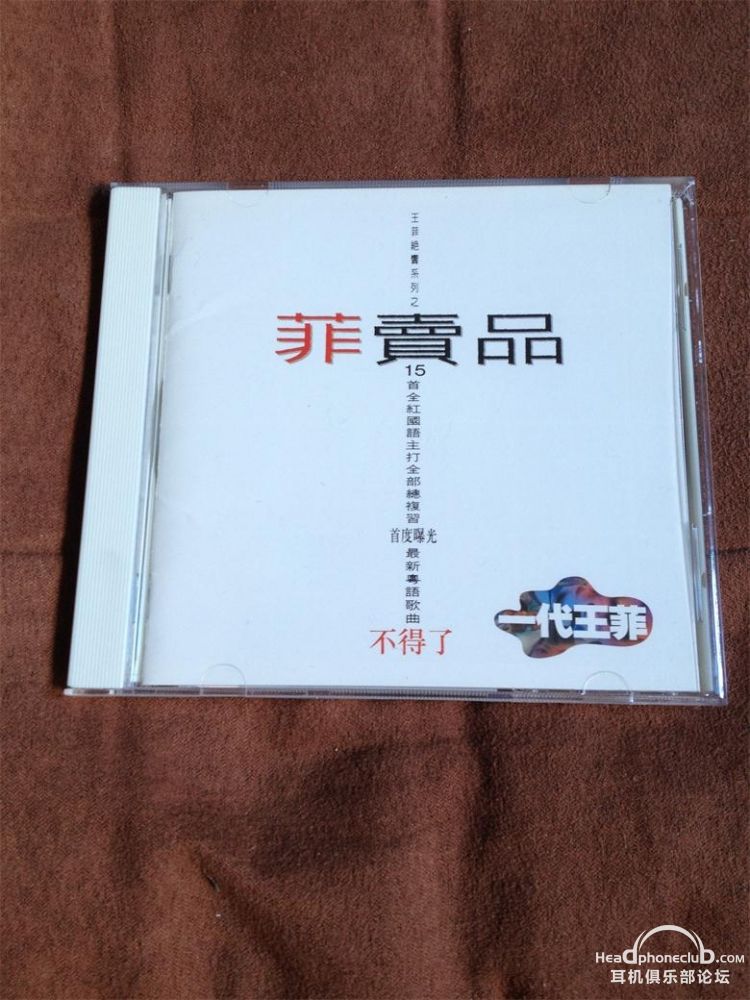 王菲絕響系列之
菲賣品
15
首全紅國語主打全部總複習
首度曝光
最新粵語歌曲
不得了
一代王菲
HeadphoneClub.com
耳机俱乐部论坛